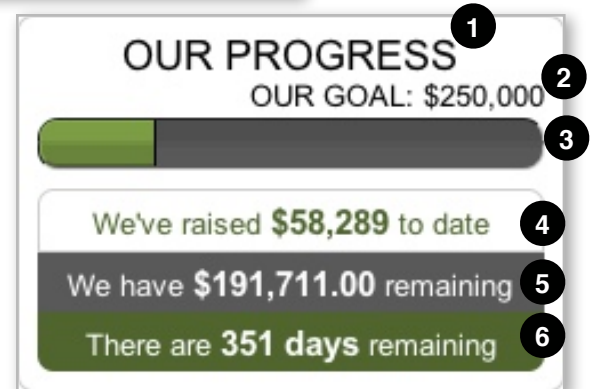 1
OUR PROGRESS
2
OUR GOAL: $250,000
3
We've raised $58,289 to date
4
We have $191,711.00 remaining
5
There are 351 days remaining
6